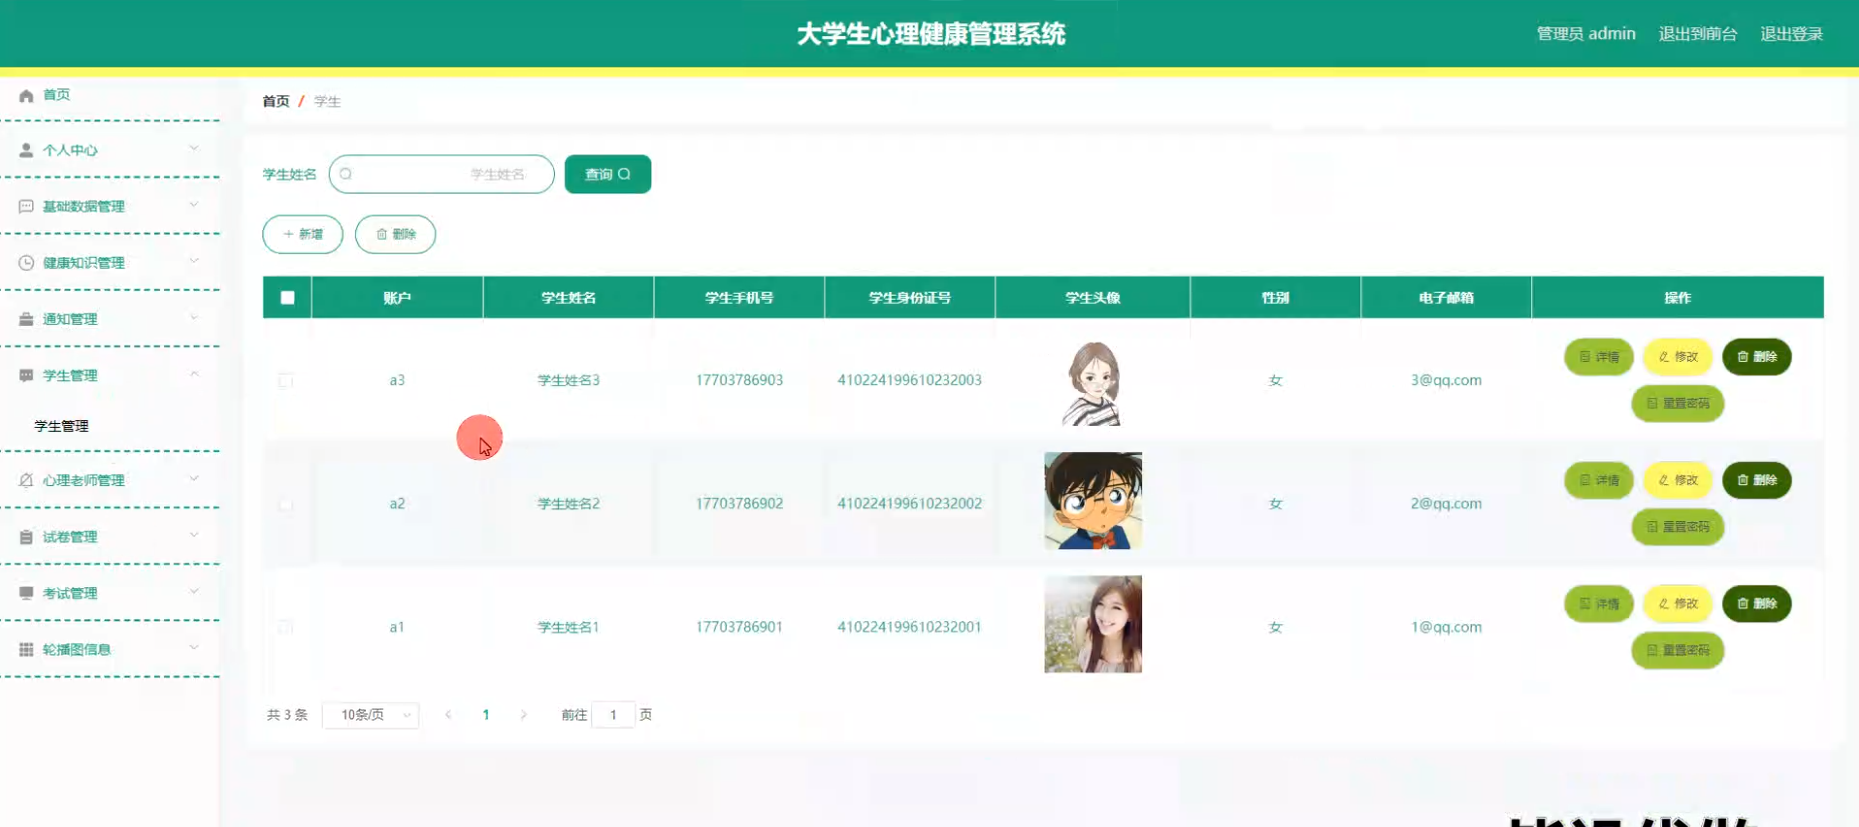 大学生心理健康管理系统
管理员 admin 退出到前台 退出登录
首页
个人中心
基础数据管理
健康知识管理
通知管理
学生管理
学生管理
心理老师管理
试卷管理
考试管理
轮播图信息
首页 / 学生
学生姓名 学生姓名 查询
+ 新增 删除
账户 学生姓名 学生手机号 学生身份证号 学生头像 性别 电子邮箱 操作
a3 学生姓名3 17703786903 410224199610232003 女 3@qq.com 详情 修改 删除
重置密码
a2 学生姓名2 17703786902 410224199610232002 女 2@qq.com 详情 修改 删除
重置密码
a1 学生姓名1 17703786901 410224199610232001 女 1@qq.com 详情 修改 删除
重置密码
共 3 条 10条/页 1 前往 1 页